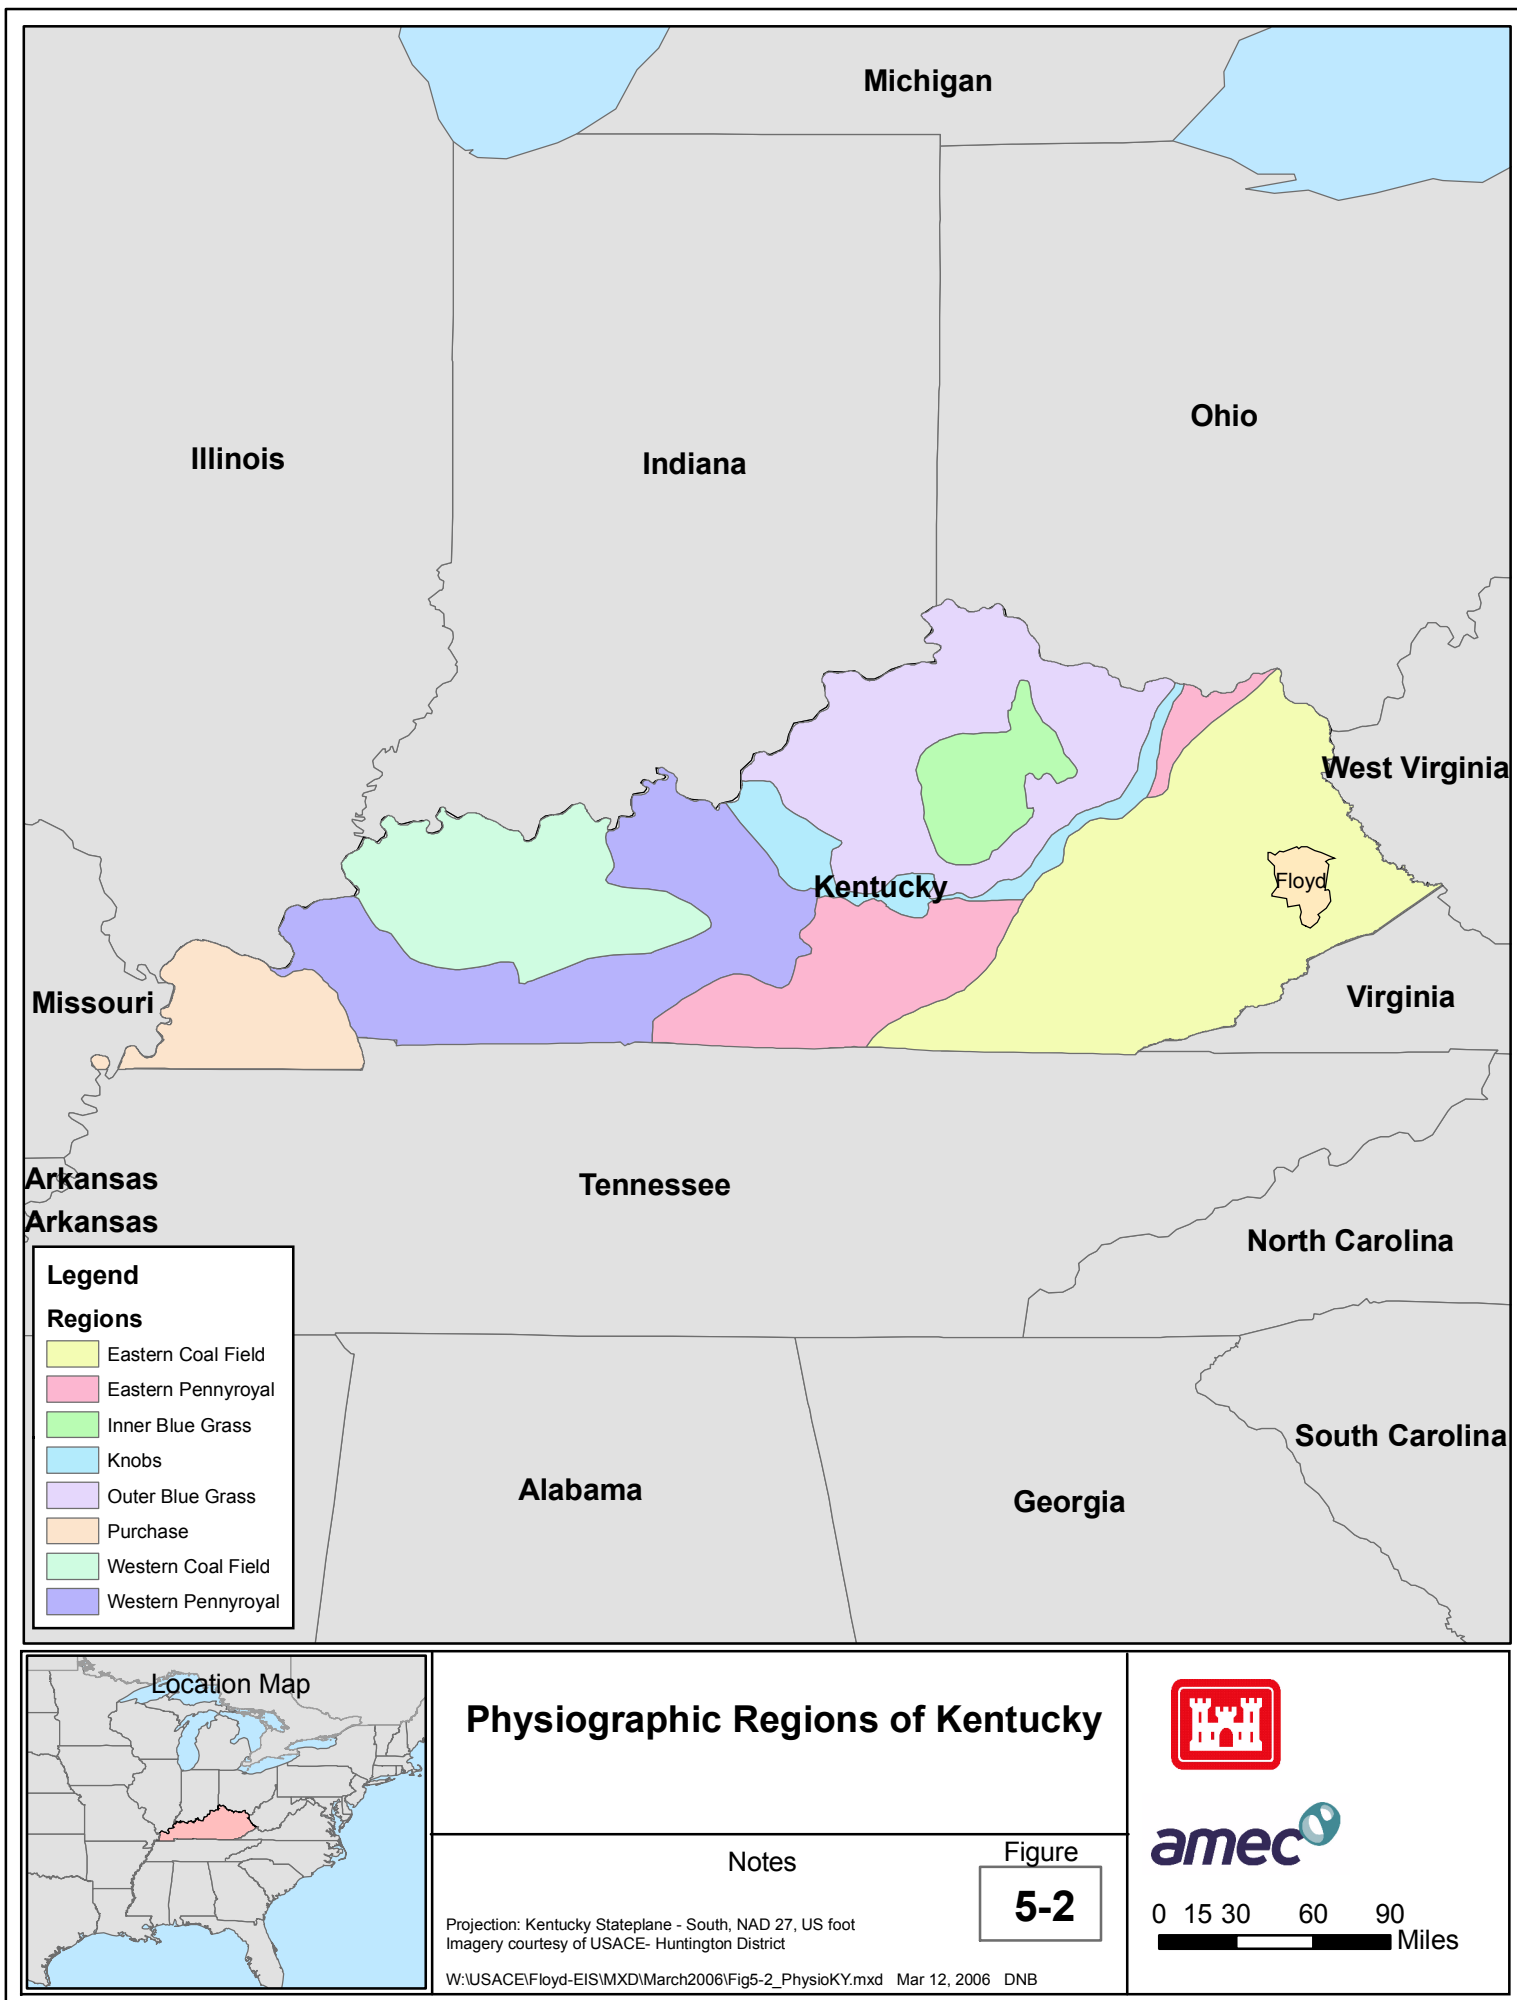 Michigan
Ohio
Illinois
Indiana
West Virginia
Floyd
Kentucky
Missouri
Virginia
Arkansas
Tennessee
Arkansas
North Carolina
Legend
Regions
Eastern Coal Field
Eastern Pennyroyal
Inner Blue Grass
Knobs
Outer Blue Grass
Purchase
Western Coal Field
Western Pennyroyal
South Carolina
Alabama
Georgia
Location Map
Physiographic Regions of Kentucky
Notes
Figure
5-2
Projection: Kentucky Stateplane - South, NAD 27, US foot
Imagery courtesy of USACE- Huntington District
W:\USACE\Floyd-EIS\MXD\March2006\Fig5-2_PhysioKY.mxd Mar 12, 2006 DNB
amec
0 15 30 60 90
Miles